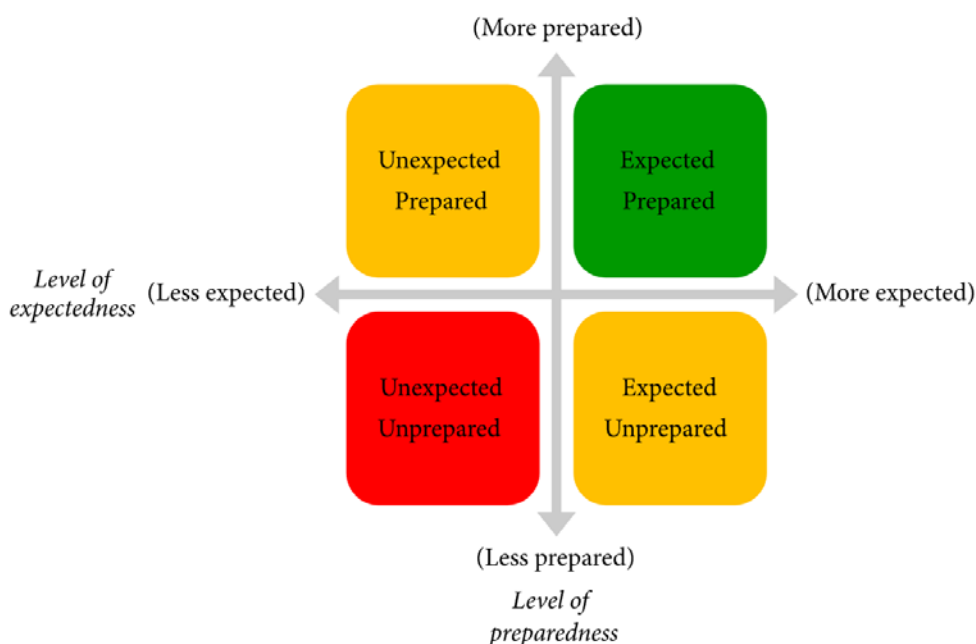 (More prepared)
Unexpected
Prepared
Expected
Prepared
Level of
expectedness
(Less expected)
(More expected)
Unexpected
Unprepared
Expected
Unprepared
(Less prepared)
Level of
preparedness